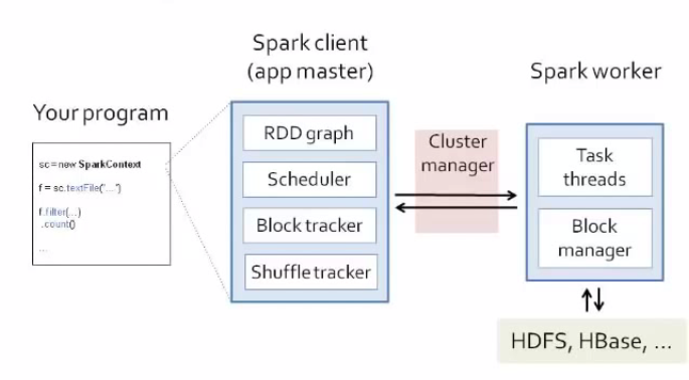 Your program
sc = new SparkContext
f = sc.textFile("…")
f.filter(…)
.count()
...
Spark client
(app master)
RDD graph
Scheduler
Block tracker
Shuffle tracker
Cluster
manager
Spark worker
Task
threads
Block
manager
HDFS, HBase, ...